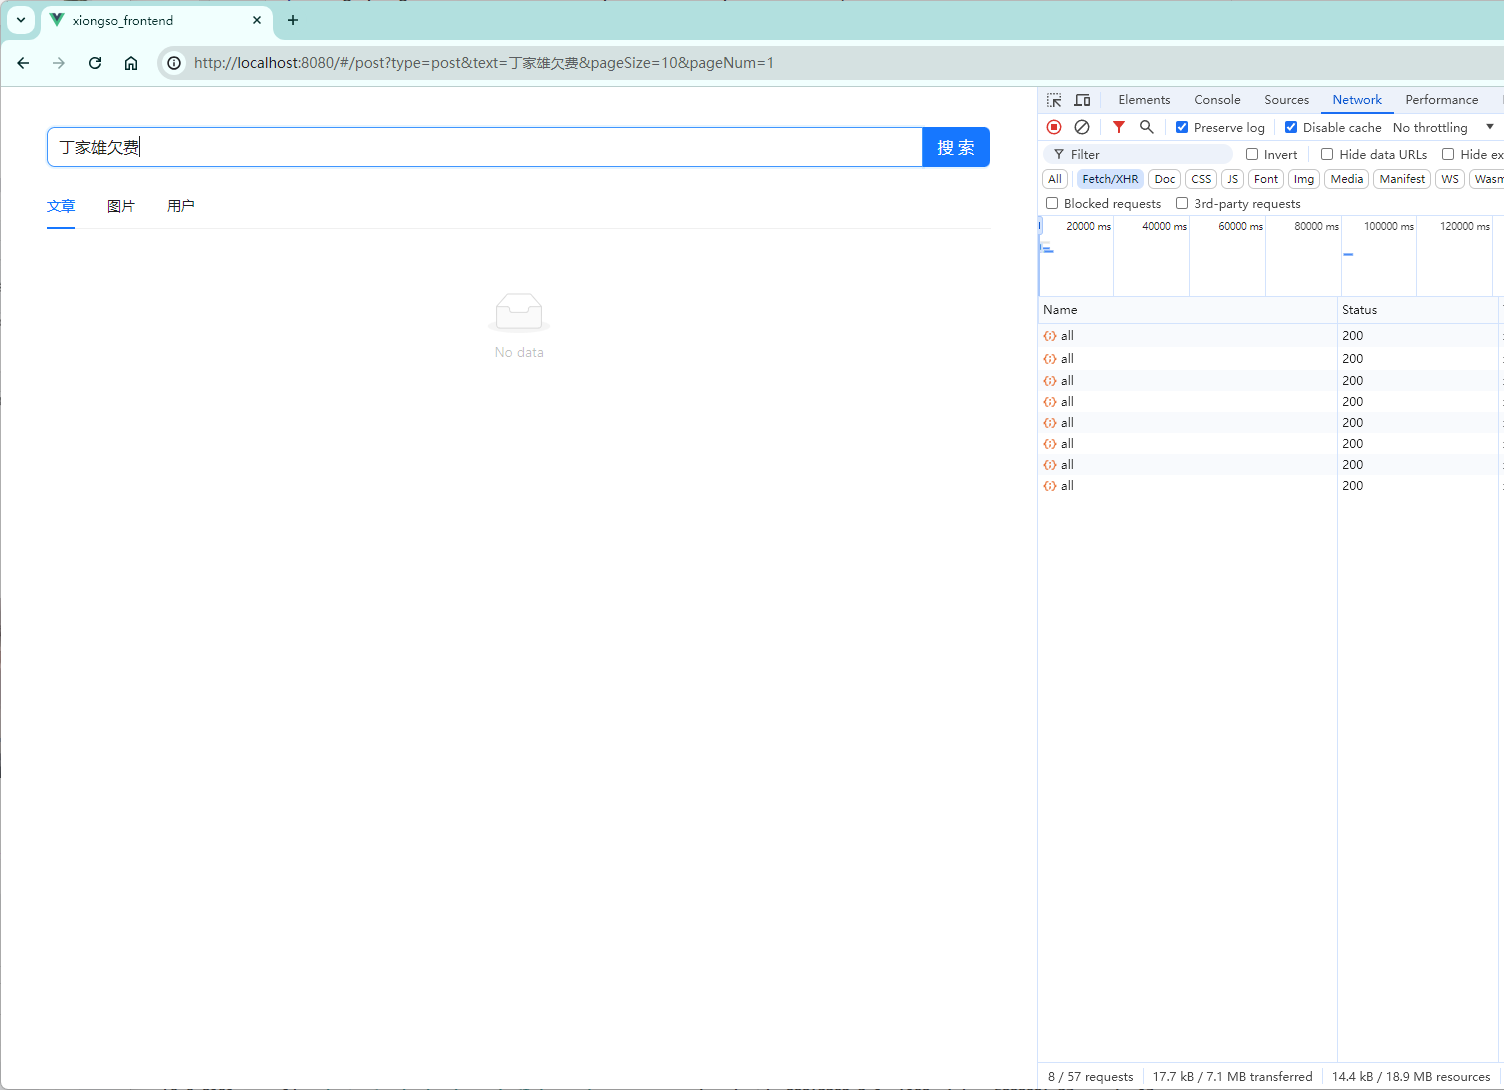 xiongso_frontend
http://localhost:8080/#/post?type=post&text=丁家雄欠费&pageSize=10&pageNum=1
丁家雄欠费
搜 索
文章 图片 用户
No data
Elements Console Sources Network Performance
Preserve log Disable cache No throttling
Filter Invert Hide data URLs Hide ex
All Fetch/XHR Doc CSS JS Font Img Media Manifest WS Wasm
Blocked requests 3rd-party requests
20000 ms 40000 ms 60000 ms 80000 ms 100000 ms 120000 ms
Name Status
all 200
all 200
all 200
all 200
all 200
all 200
all 200
all 200
8 / 57 requests 17.7 kB / 7.1 MB transferred 14.4 kB / 18.9 MB resources